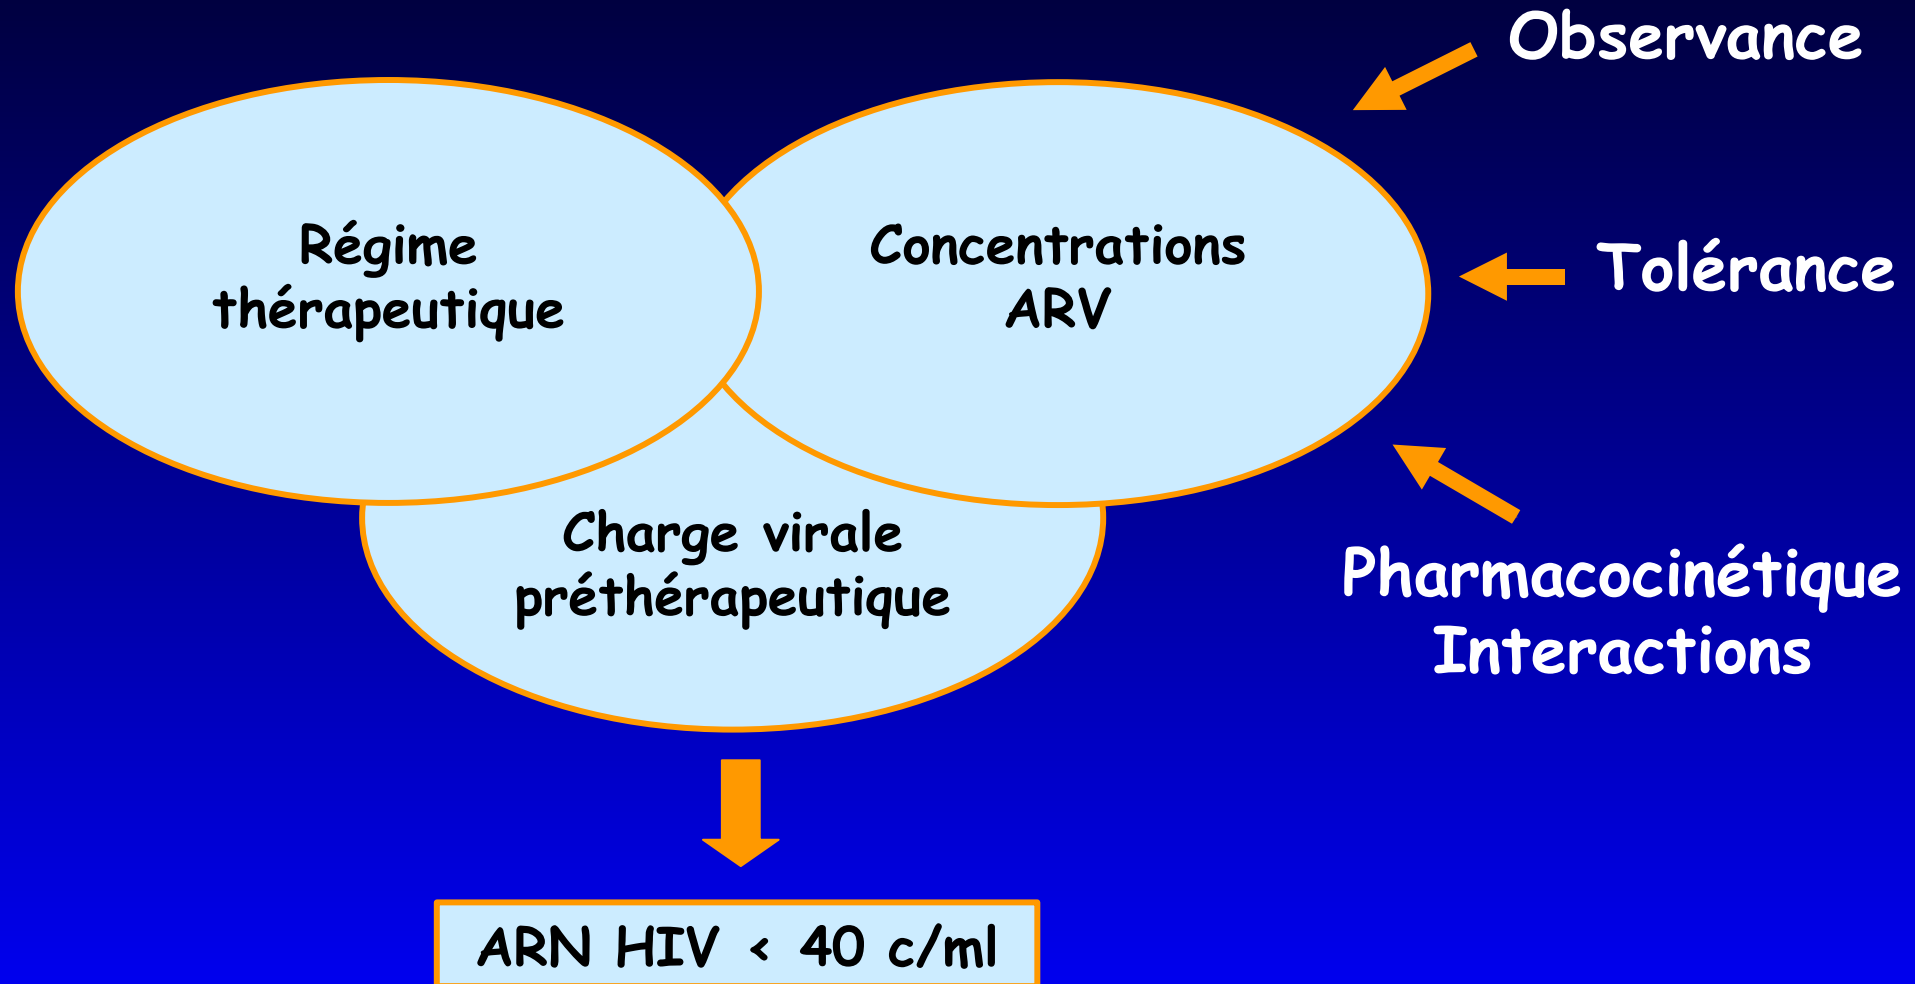 Observance
Régime
thérapeutique
Concentrations
ARV
Tolérance
Charge virale
préthérapeutique
Pharmacocinétique
Interactions
ARN HIV < 40 c/ml